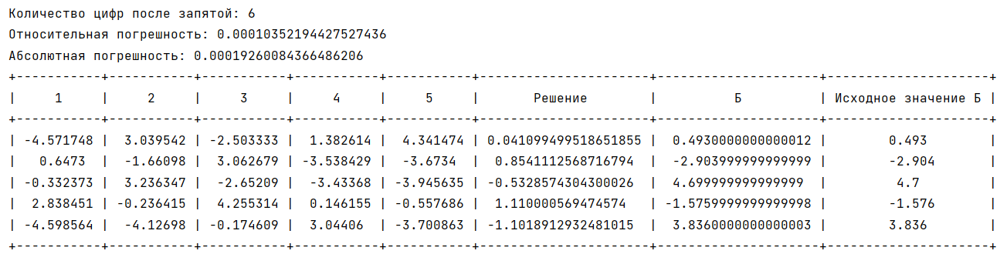 Количество цифр после запятой: 6
Относительная погрешность: 0.00010352194427527436
Абсолютная погрешность: 0.00019260084366486206
+-----------+-----------+-----------+-----------+-----------+----------------------+---------------------+---------------------+
|     1     |     2     |     3     |     4     |     5     |       Решение        |          Б          | Исходное значение Б |
+-----------+-----------+-----------+-----------+-----------+----------------------+---------------------+---------------------+
| -4.571748 |  3.039542 | -2.503333 |  1.382614 |  4.341474 | 0.041099499518651855 |  0.4930000000000012 |        0.493        |
|   0.6473  |  -1.66098 |  3.062679 | -3.538429 |  -3.6734  |  0.8541112568716794  |  -2.903999999999999 |        -2.904       |
| -0.332373 |  3.236347 |  -2.65209 |  -3.43368 | -3.945635 | -0.5328574304300026  |  4.699999999999999  |         4.7         |
|  2.838451 | -0.236415 |  4.255314 |  0.146155 | -0.557686 |  1.110000569474574   | -1.5759999999999998 |        -1.576       |
| -4.598564 |  -4.12698 | -0.174609 |  3.04406  | -3.700863 | -1.1018912932481015  |  3.8360000000000003 |        3.836        |
+-----------+-----------+-----------+-----------+-----------+----------------------+---------------------+---------------------+